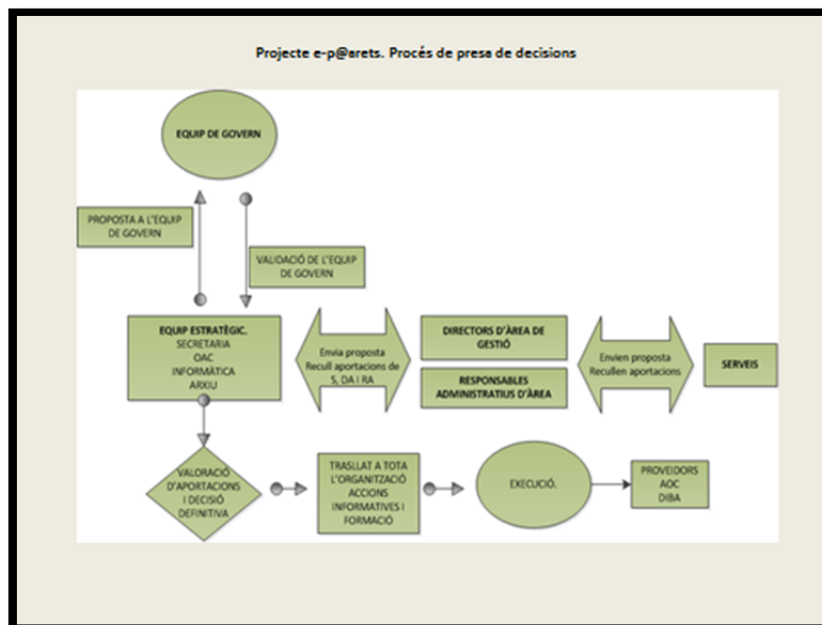 Projecte e-p@arets. Procés de presa de decisions
EQUIP DE GOVERN
PROPOSTA A L'EQUIP
DE GOVERN
VALIDACIÓ DE L'EQUIP
DE GOVERN
EQUIP ESTRATÈGIC.
SECRETARIA
OAC
INFORMÀTICA
ARXIU
Envia proposta
Recull aportacions de
S, DA I RA
DIRECTORS D'ÀREA DE
GESTIÓ
RESPONSABLES
ADMINISTRATIUS D'ÀREA
Envien proposta
Recullen aportacions
SERVEIS
VALORACIÓ
D'APORTACIONS
I DECISIÓ
DEFINITIVA
TRASLLAT A TOTA
L'ORGANITZACIÓ
ACCIONS
INFORMATIVES I
FORMACIÓ
EXECUCIÓ.
PROVEIDORS
AOC
DIBA